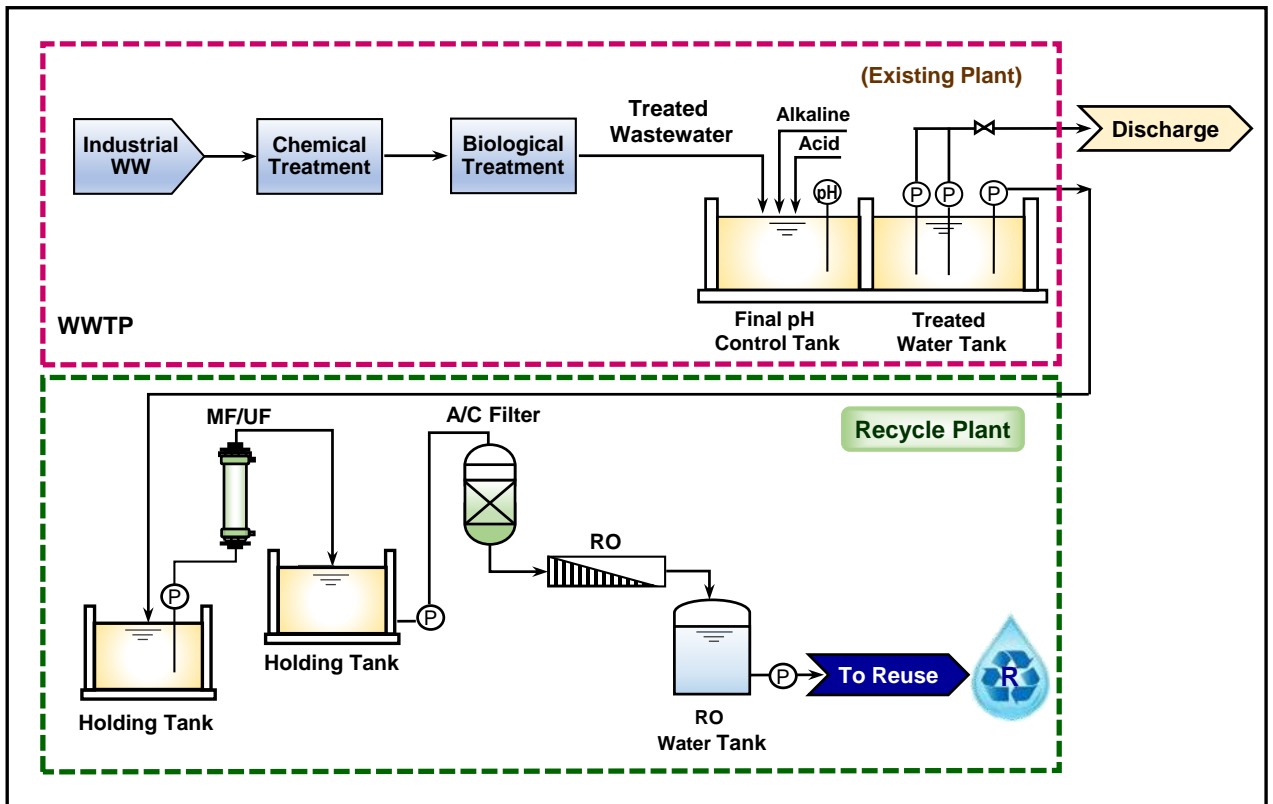 (Existing Plant)
Industrial
WW
Chemical
Treatment
Biological
Treatment
Treated
Wastewater
Alkaline
Acid
pH
P
P
P
Discharge
WWTP
Final pH
Control Tank
Treated
Water Tank
MF/UF
A/C Filter
Recycle Plant
P
Holding Tank
Holding Tank
P
RO
RO
Water Tank
P
To Reuse
R